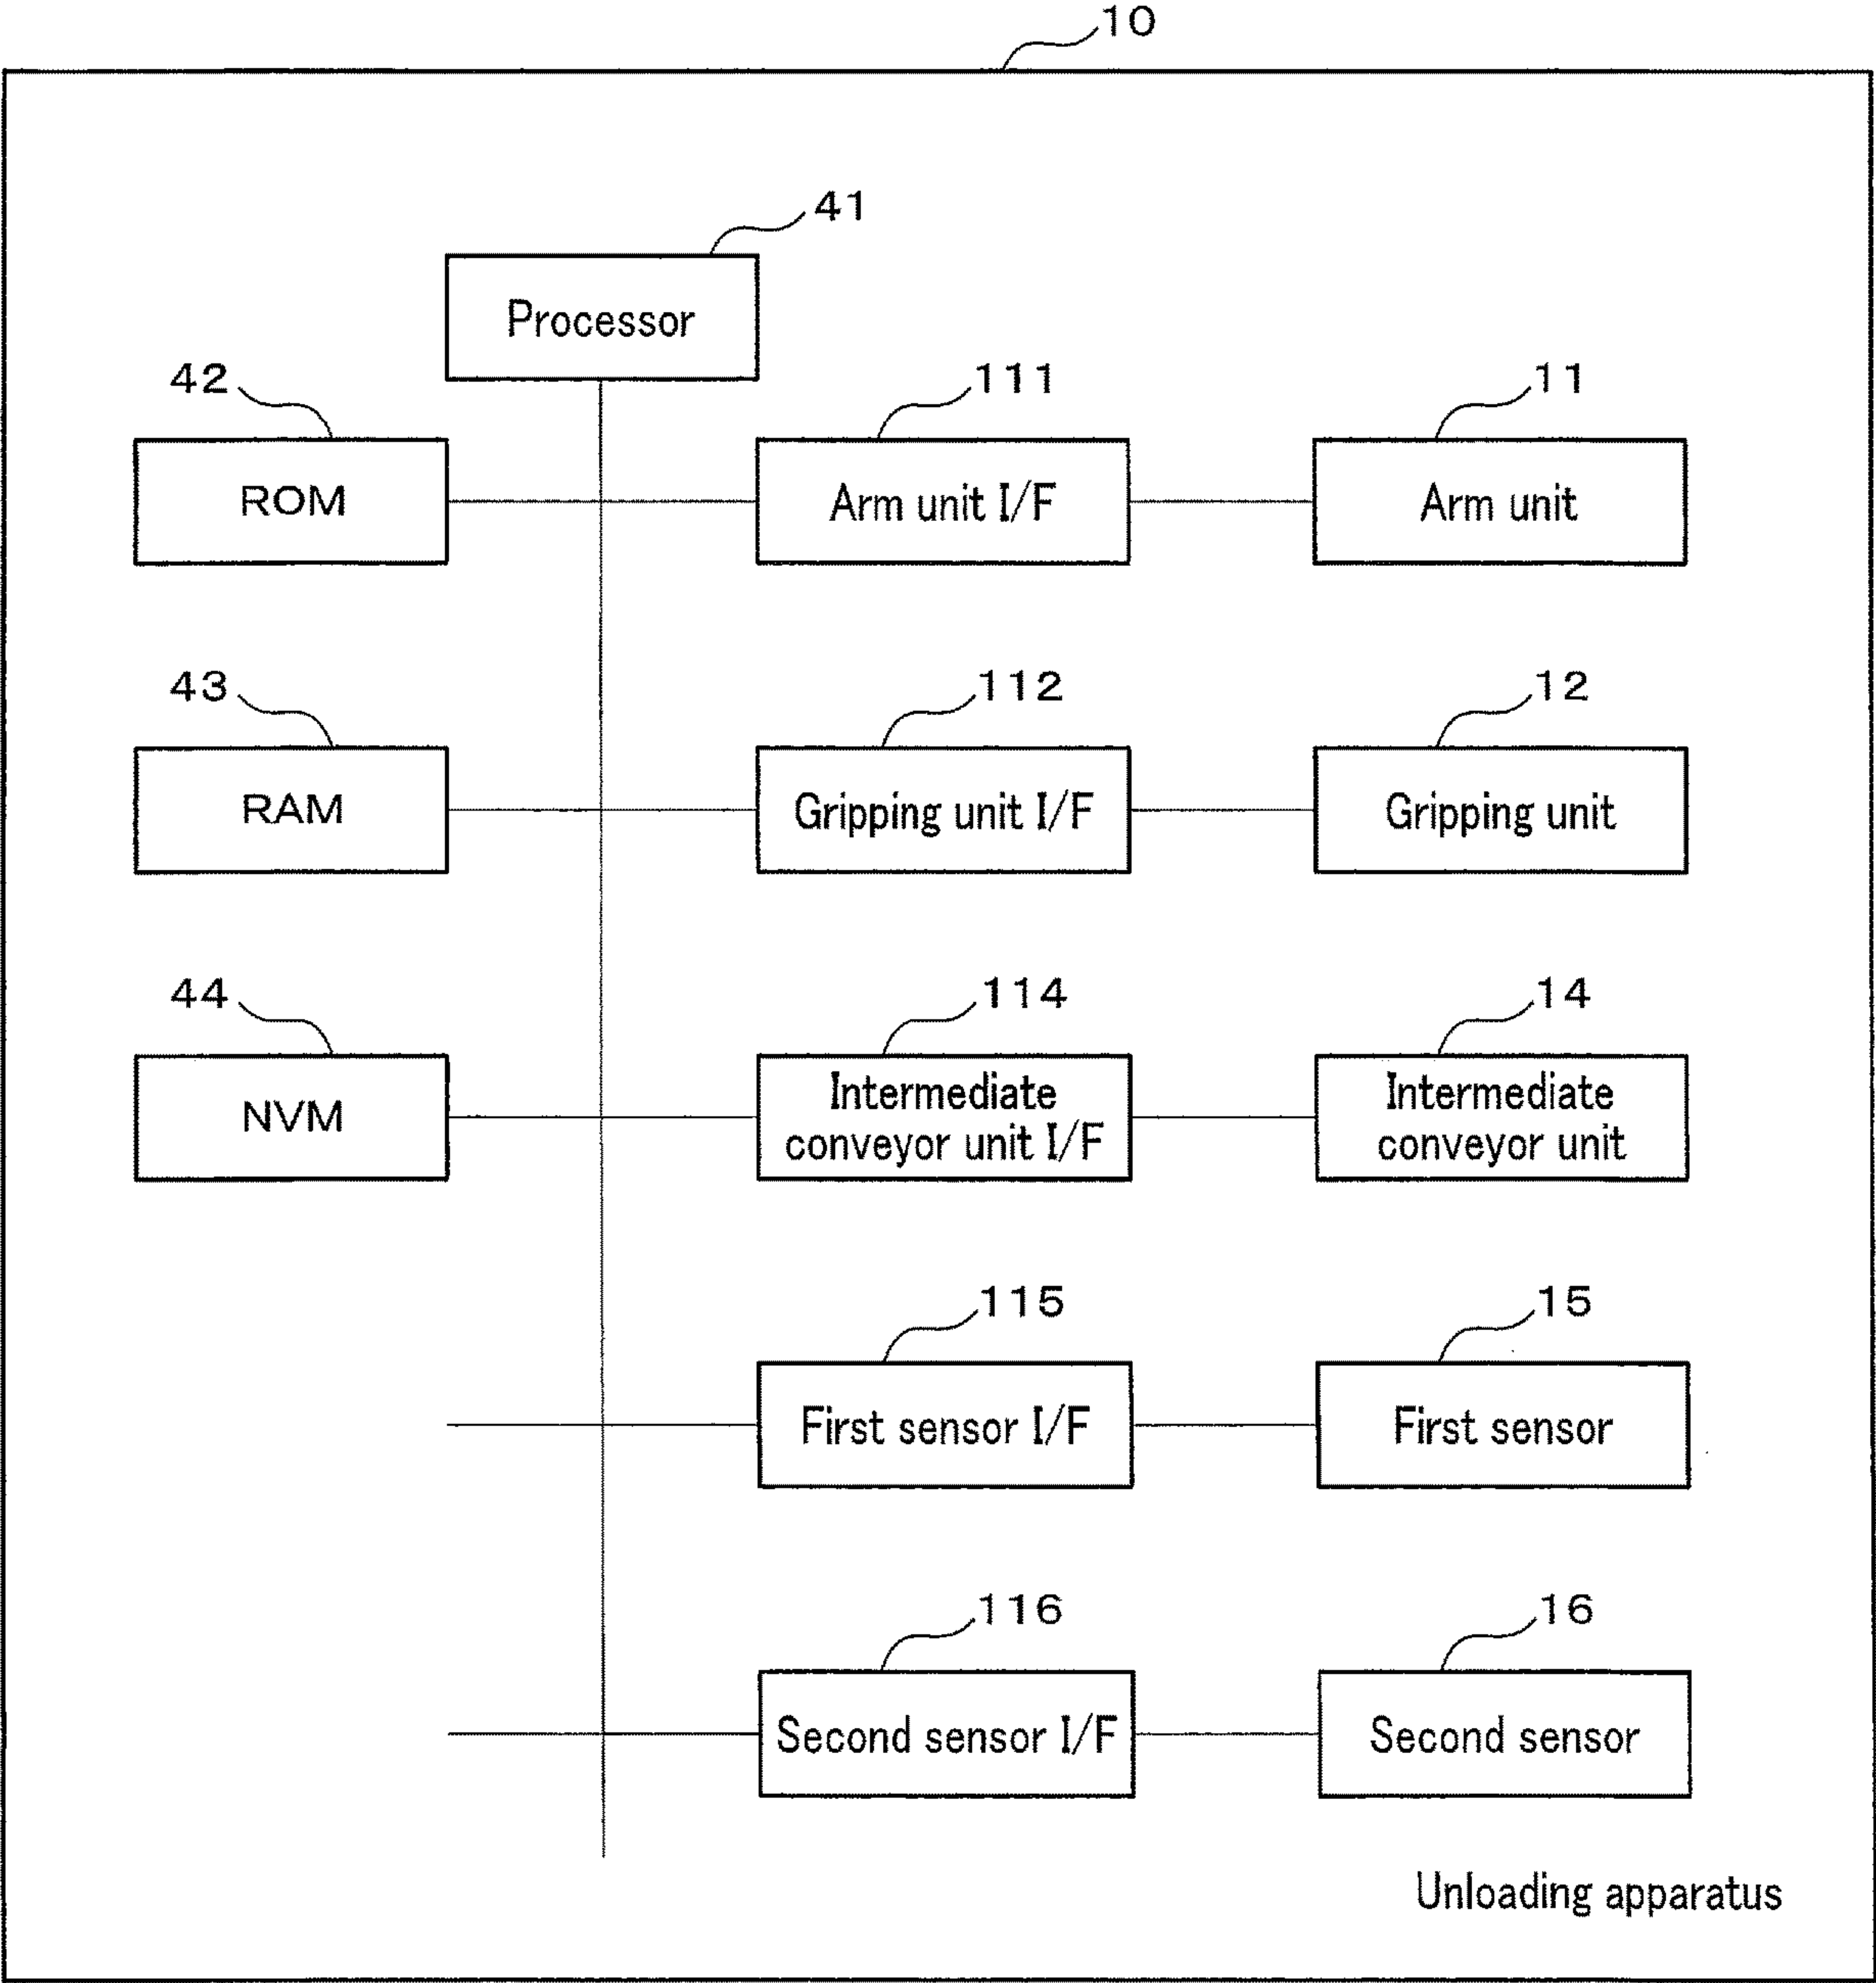 10
41
Processor
42
111
11
ROM
Arm unit I/F
Arm unit
43
112
12
RAM
Gripping unit I/F
Gripping unit
44
114
14
NVM
Intermediate
conveyor unit I/F
Intermediate
conveyor unit
115
15
First sensor I/F
First sensor
116
16
Second sensor I/F
Second sensor
Unloading apparatus